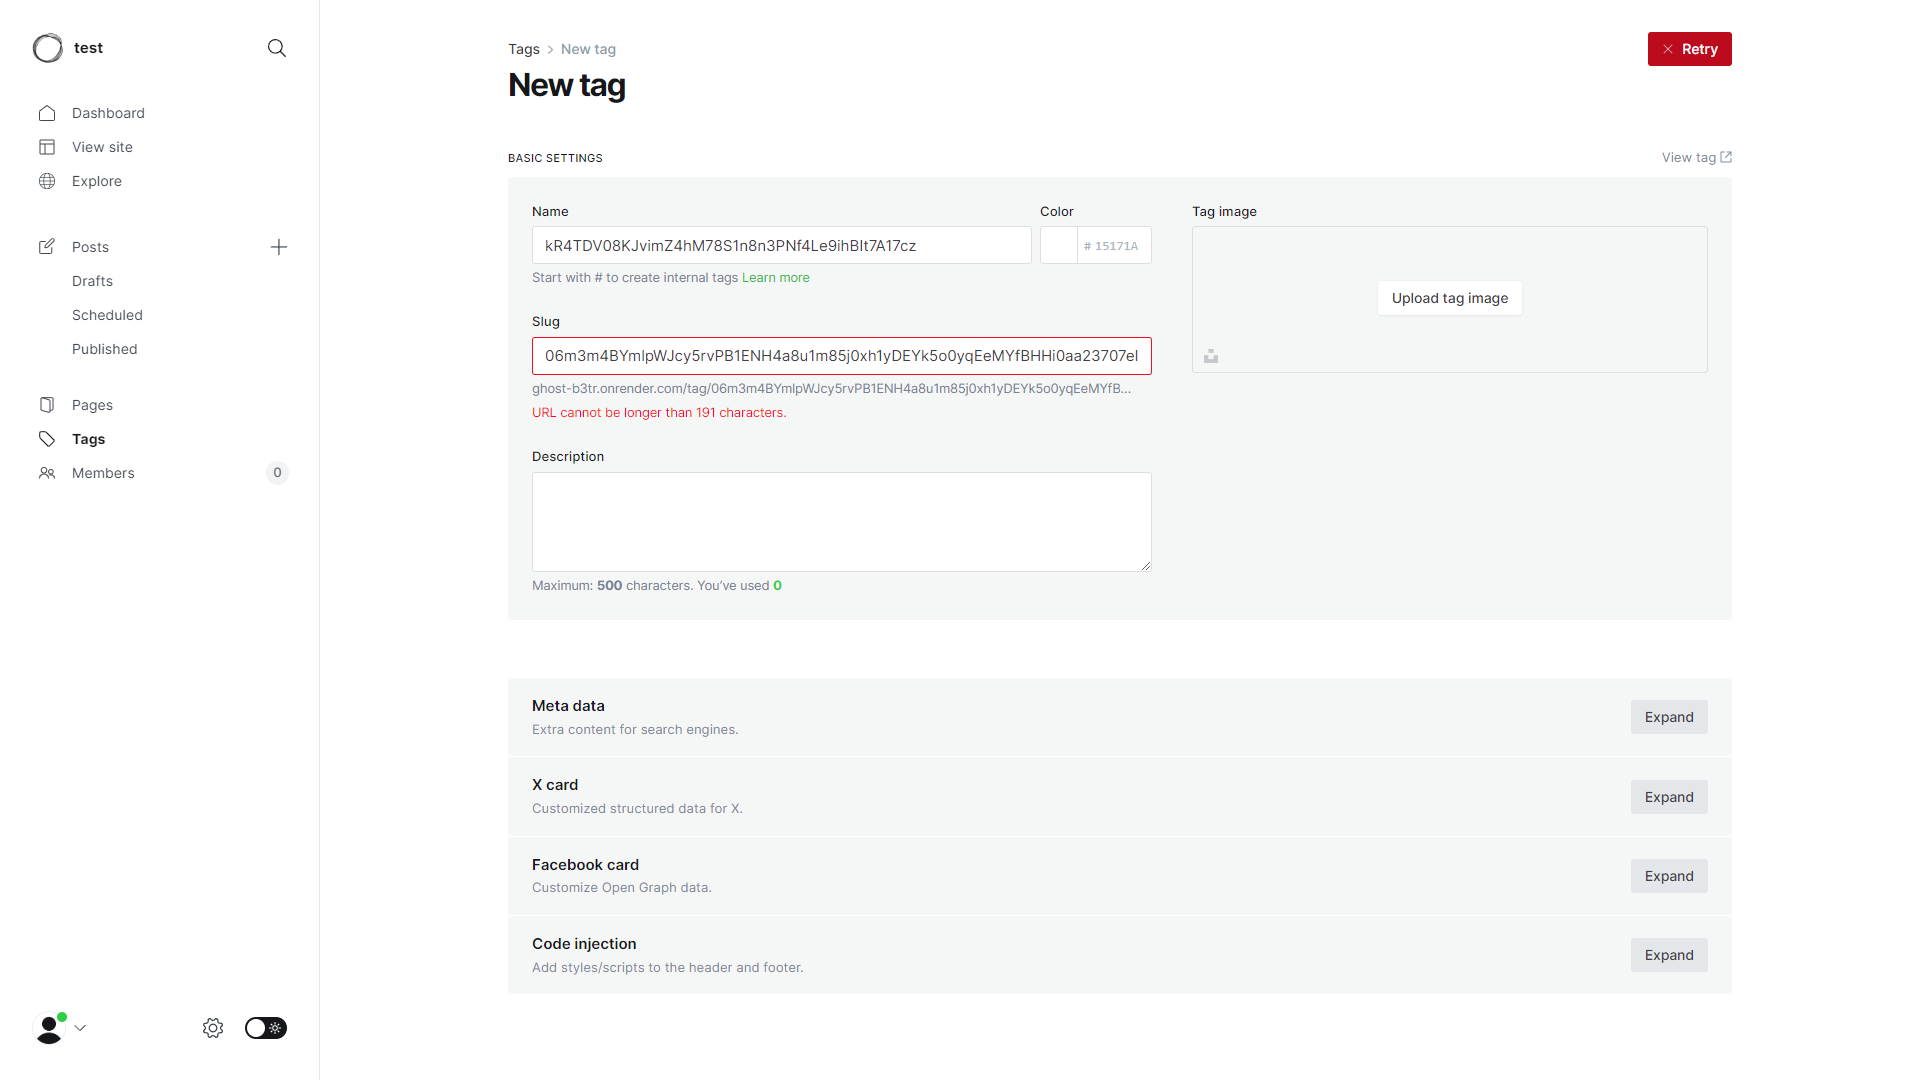 test
Dashboard
View site
Explore
Posts
Drafts
Scheduled
Published
Pages
Tags
Members 0
Tags > New tag
Retry
New tag
BASIC SETTINGS
View tag
Name
kR4TDV08KJvimZ4hM78S1n8n3PNf4Le9ihBIt7A17cz
Color
# 15171A
Start with # to create internal tags Learn more
Slug
06m3m4BYmlpWJcy5rvPB1ENH4a8u1m85j0xh1yDEYk5o0yqEeMYfBHHi0aa23707eI
ghost-b3tr.onrender.com/tag/06m3m4BYmlpWJcy5rvPB1ENH4a8u1m85j0xh1yDEYk5o0yqEeMYfB...
URL cannot be longer than 191 characters.
Description
Maximum: 500 characters. You’ve used 0
Tag image
Upload tag image
Meta data
Extra content for search engines.
Expand
X card
Customized structured data for X.
Expand
Facebook card
Customize Open Graph data.
Expand
Code injection
Add styles/scripts to the header and footer.
Expand